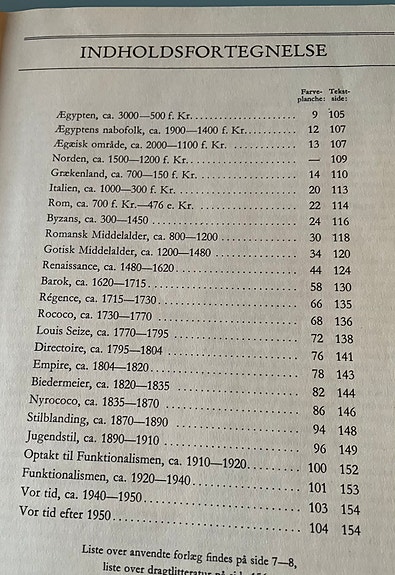 INDHOLDSFORTEGNELSE
Farve- Tekst-
planche: side:
Ægypten, ca. 3000—500 f. Kr. 9 105
Ægyptens nabofolk, ca. 1900—1400 f. Kr. 12 107
Ægæisk område, ca. 2000—1100 f. Kr. 13 107
Norden, ca. 1500—1200 f. Kr. — 109
Grækenland, ca. 700—150 f. Kr. 14 110
Italien, ca. 1000—300 f. Kr. 20 113
Rom, ca. 700 f. Kr.—476 e. Kr. 22 114
Byzans, ca. 300—1450 24 116
Romansk Middelalder, ca. 800—1200 30 118
Gotisk Middelalder, ca. 1200—1480 34 120
Renaissance, ca. 1480—1620 44 124
Barok, ca. 1620—1715 58 130
Régence, ca. 1715—1730 66 135
Rococo, ca. 1730—1770 68 136
Louis Seize, ca. 1770—1795 72 138
Directoire, ca. 1795—1804 76 141
Empire, ca. 1804—1820 78 143
Biedermeier, ca. 1820—1835 82 144
Nyrococo, ca. 1835—1870 86 146
Stilblanding, ca. 1870—1890 94 148
Jugendstil, ca. 1890—1910 96 149
Optakt til Funktionalismen, ca. 1910—1920 100 152
Funktionalismen, ca. 1920—1940 101 153
Vor tid, ca. 1940—1950 103 154
Vor tid efter 1950 104 154
Liste over anvendte forlæg findes på side 7—8,
liste over dragtlitteratur på side